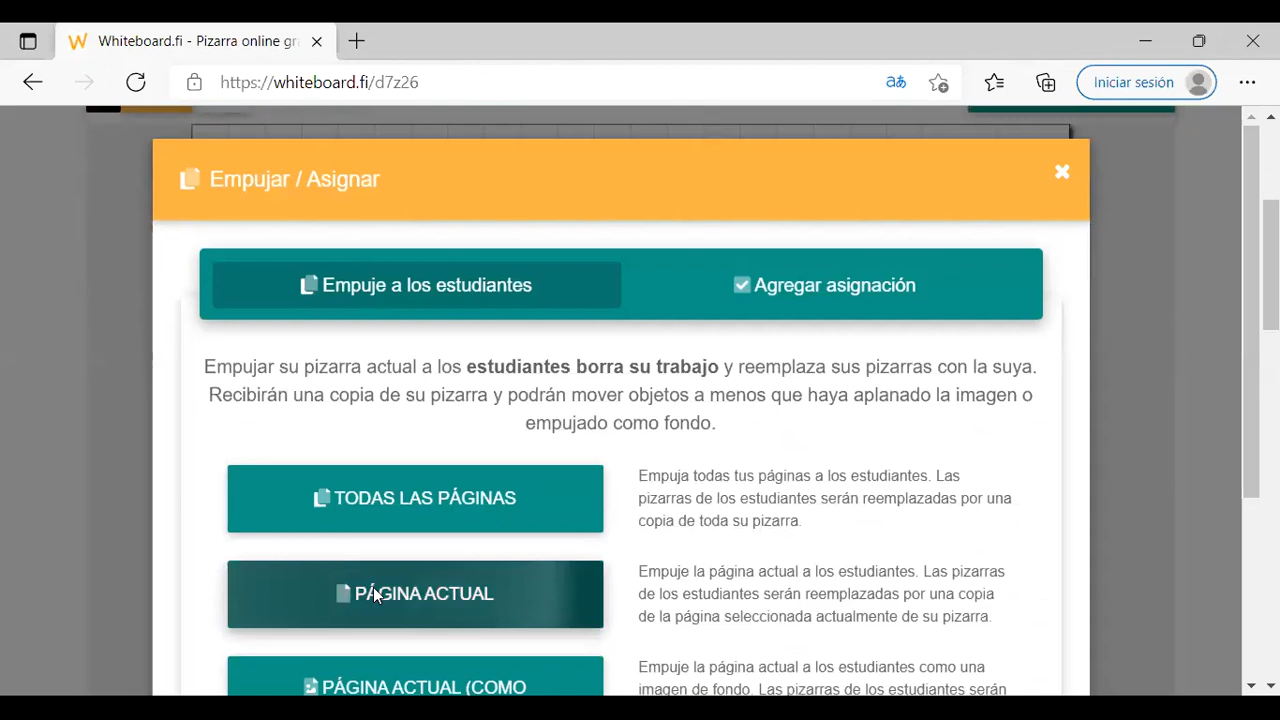 Whiteboard.fi - Pizarra online gr
https://whiteboard.fi/d7z26
aあ
Iniciar sesión
Empujar / Asignar
Empuje a los estudiantes
Agregar asignación
Empujar su pizarra actual a los estudiantes borra su trabajo y reemplaza sus pizarras con la suya.
Recibirán una copia de su pizarra y podrán mover objetos a menos que haya aplanado la imagen o
empujado como fondo.
TODAS LAS PÁGINAS
Empuja todas tus páginas a los estudiantes. Las
pizarras de los estudiantes serán reemplazadas por una
copia de toda su pizarra.
PÁGINA ACTUAL
Empuje la página actual a los estudiantes. Las pizarras
de los estudiantes serán reemplazadas por una copia
de la página seleccionada actualmente de su pizarra.
PÁGINA ACTUAL (COMO
Empuje la página actual a los estudiantes como una
imagen de fondo. Las pizarras de los estudiantes serán